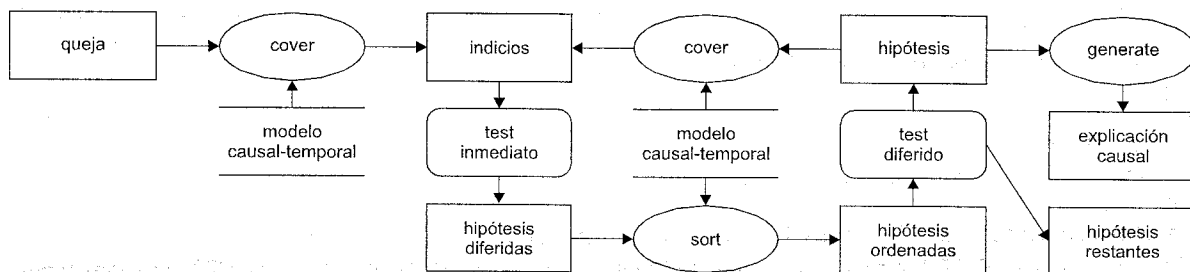 queja
cover
indicios
cover
hipótesis
generate
modelo
causal-temporal
test
inmediato
modelo
causal-temporal
test
diferido
explicación
causal
hipótesis
diferidas
sort
hipótesis
ordenadas
hipótesis
restantes